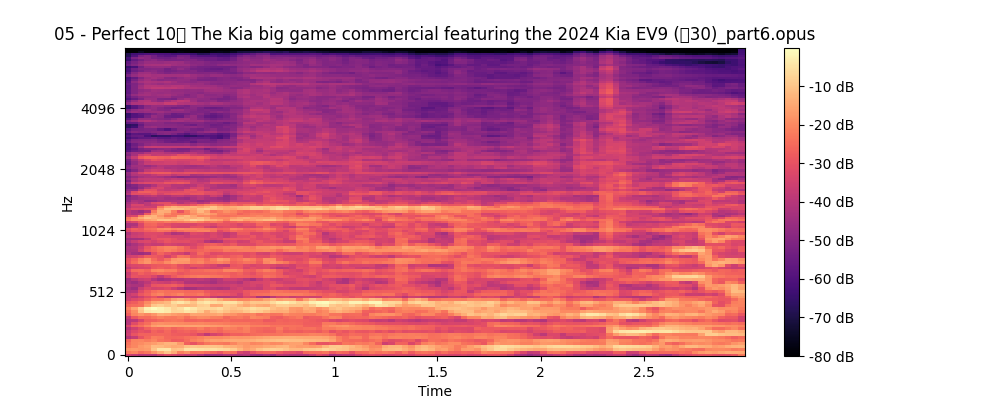 05 - Perfect 10▯ The Kia big game commercial featuring the 2024 Kia EV9 (▯30)_part6.opus
4096
2048
1024
512
0
Hz
0
0.5
1
1.5
2
2.5
Time
-10 dB
-20 dB
-30 dB
-40 dB
-50 dB
-60 dB
-70 dB
-80 dB